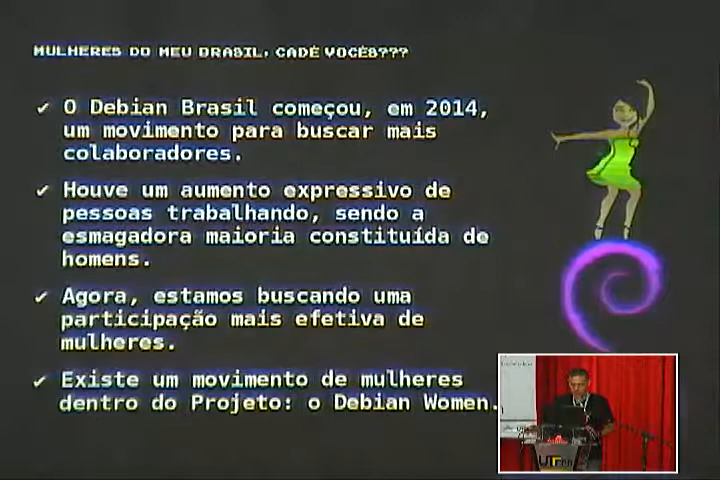 MULHERES DO MEU BRASIL, CADÊ VOCÊS???
✔ O Debian Brasil começou, em 2014,
um movimento para buscar mais
colaboradores.
✔ Houve um aumento expressivo de
pessoas trabalhando, sendo a
esmagadora maioria constituída de
homens.
✔ Agora, estamos buscando uma
participação mais efetiva de
mulheres.
✔ Existe um movimento de mulheres
dentro do Projeto: o Debian Women.